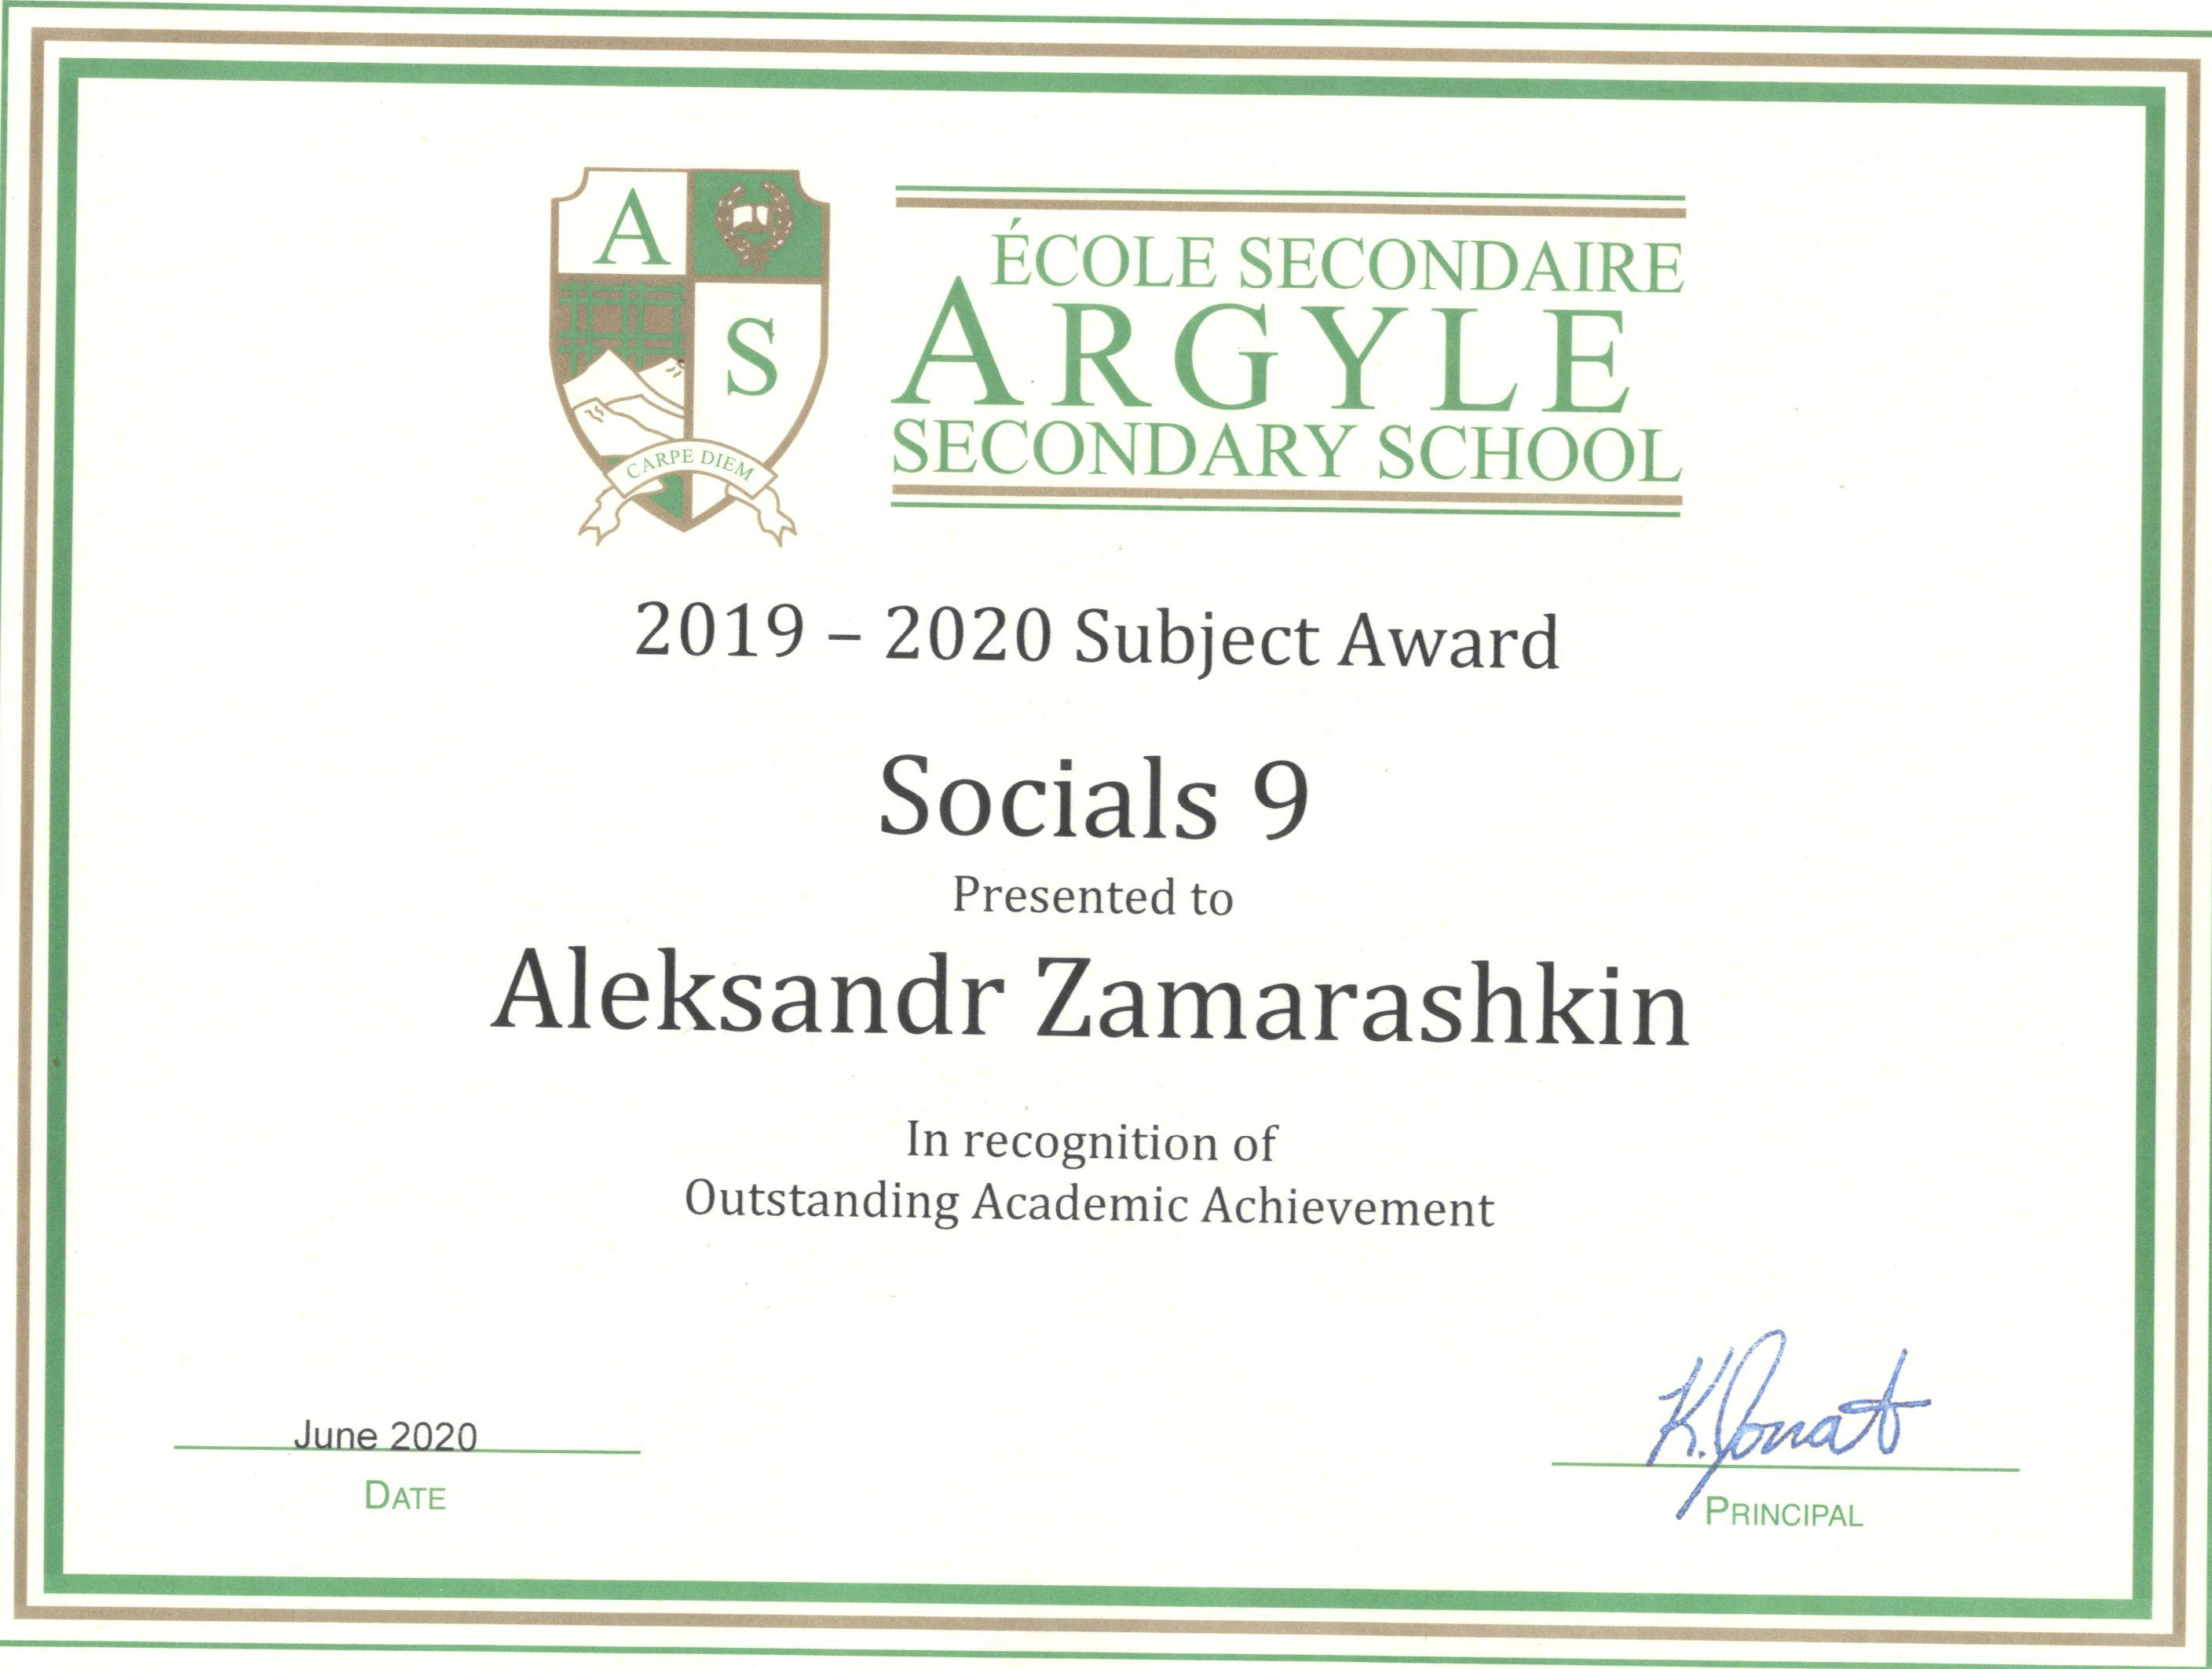 A
S
CARPE DIEM
ÉCOLE SECONDAIRE
ARGYLE
SECONDARY SCHOOL
2019 – 2020 Subject Award
Socials 9
Presented to
Aleksandr Zamarashkin
In recognition of
Outstanding Academic Achievement
June 2020
DATE
K.
PRINCIPAL